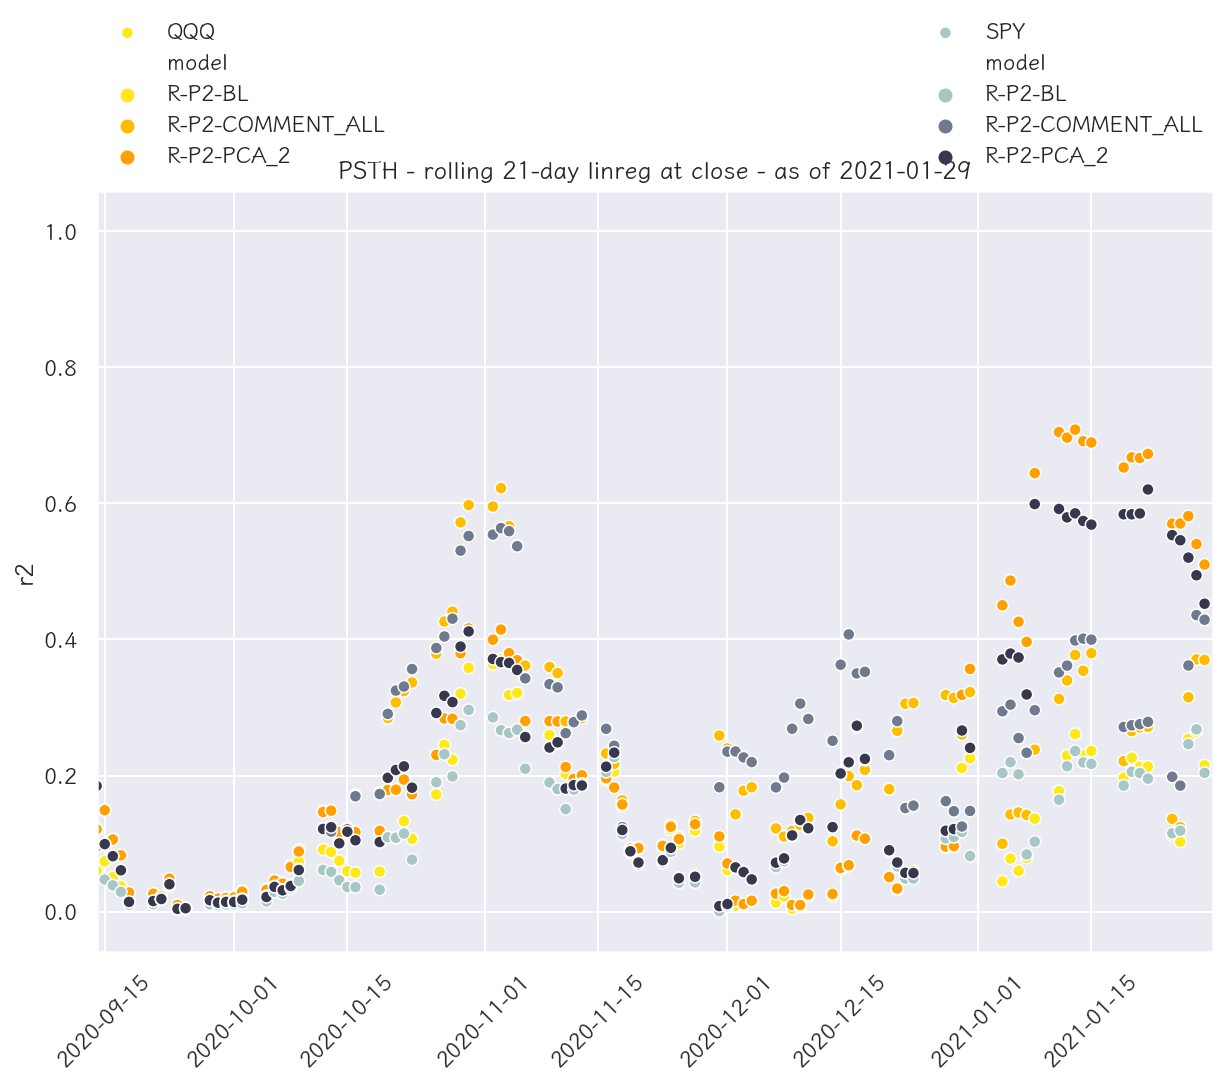 QQQ
model
R-P2-BL
R-P2-COMMENT_ALL
R-P2-PCA_2
SPY
model
R-P2-BL
R-P2-COMMENT_ALL
R-P2-PCA_2
PSTH - rolling 21-day linreg at close - as of 2021-01-29
1.0
0.8
0.6
0.4
0.2
0.0
r2
2020-09-15
2020-10-01
2020-10-15
2020-11-01
2020-11-15
2020-12-01
2020-12-15
2021-01-01
2021-01-15